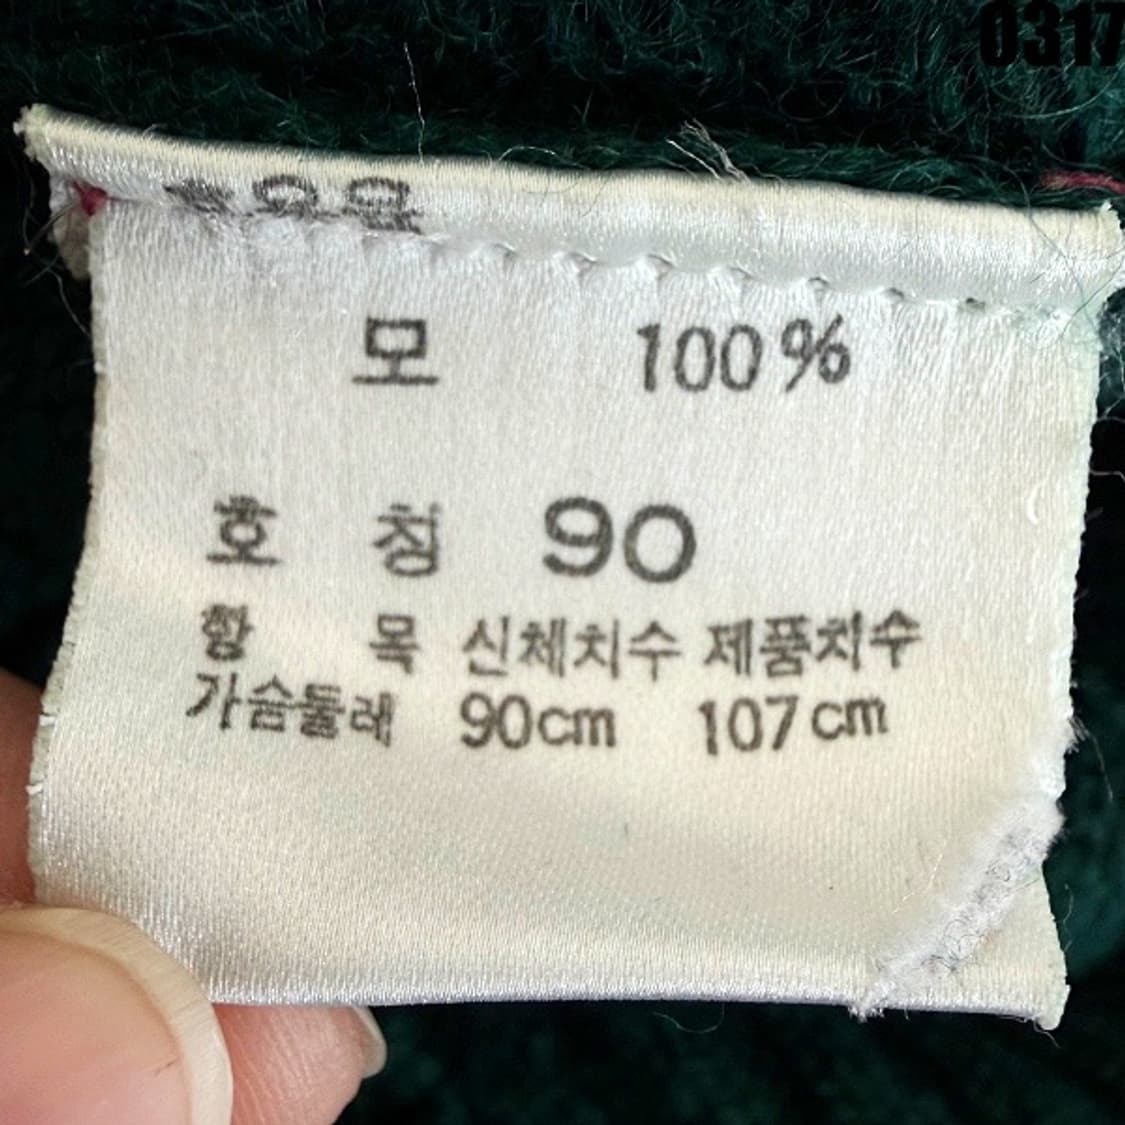 0317
모 100%
호 칭 90
항 목 신체치수 제품치수
가슴둘레 90cm 107cm